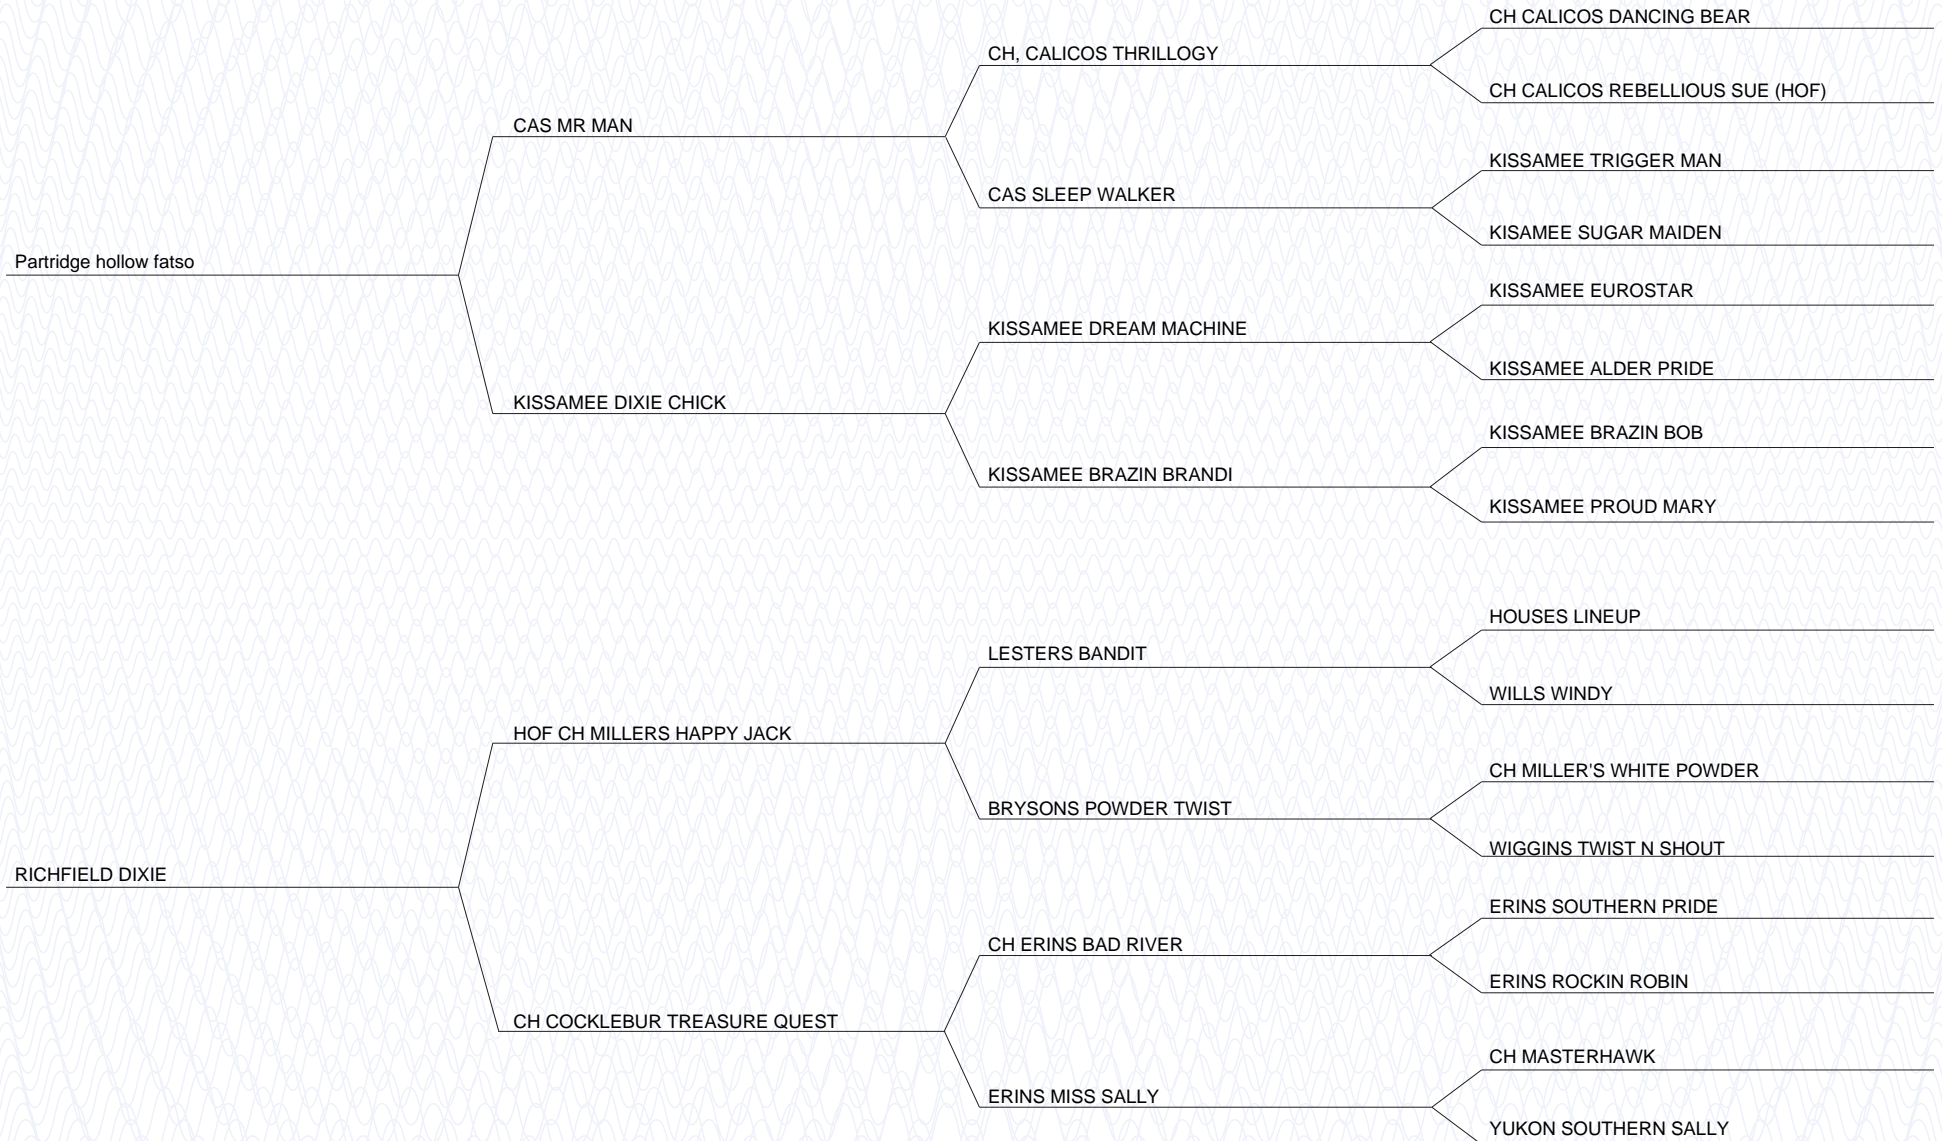 CH CALICOS DANCING BEAR
CH, CALICOS THRILLOGY
CH CALICOS REBELLIOUS SUE (HOF)
CAS MR MAN
KISSAMEE TRIGGER MAN
CAS SLEEP WALKER
KISAMEE SUGAR MAIDEN
Partridge hollow fatso
KISSAMEE EUROSTAR
KISSAMEE DREAM MACHINE
KISSAMEE ALDER PRIDE
KISSAMEE DIXIE CHICK
KISSAMEE BRAZIN BOB
KISSAMEE BRAZIN BRANDI
KISSAMEE PROUD MARY
HOUSES LINEUP
LESTERS BANDIT
WILLS WINDY
HOF CH MILLERS HAPPY JACK
CH MILLER'S WHITE POWDER
BRYSONS POWDER TWIST
WIGGINS TWIST N SHOUT
RICHFIELD DIXIE
ERINS SOUTHERN PRIDE
CH ERINS BAD RIVER
ERINS ROCKIN ROBIN
CH COCKLEBUR TREASURE QUEST
CH MASTERHAWK
ERINS MISS SALLY
YUKON SOUTHERN SALLY